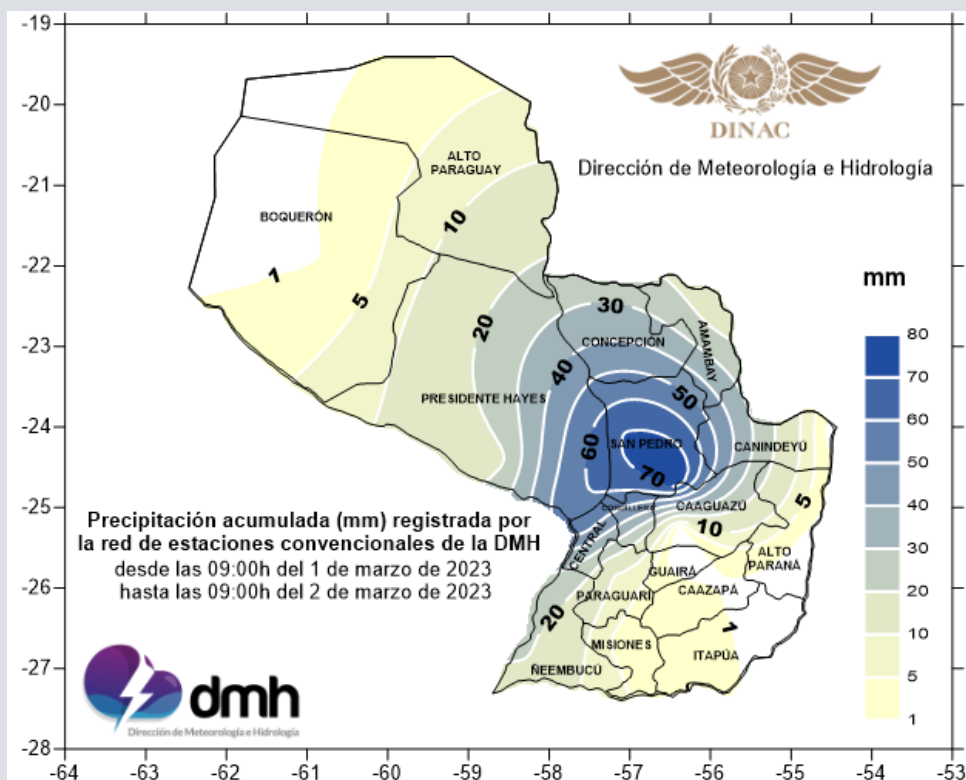 -19
-20
-21
-22
-23
-24
-25
-26
-27
-28
-64
-63
-62
-61
-60
-59
-58
-57
-56
-55
-54
-53
DINAC
Dirección de Meteorología e Hidrología
ALTO
PARAGUAY
BOQUERÓN
10
1
5
20
30
CONCEPCIÓN
AMAMBAY
40
PRESIDENTE HAYES
50
60
SAN PEDRO
70
CANINDEYÚ
CAAGUAZÚ
5
10
CENTRAL
GUAIRÁ
ALTO
PARANÁ
CAAZAPÁ
PARAGUARÍ
20
1
MISIONES
ITAPÚA
ÑEEMBUCÚ
mm
80
70
60
50
40
30
20
10
5
1
Precipitación acumulada (mm) registrada por
la red de estaciones convencionales de la DMH
desde las 09:00h del 1 de marzo de 2023
hasta las 09:00h del 2 de marzo de 2023
dmh
Dirección de Meteorología e Hidrología